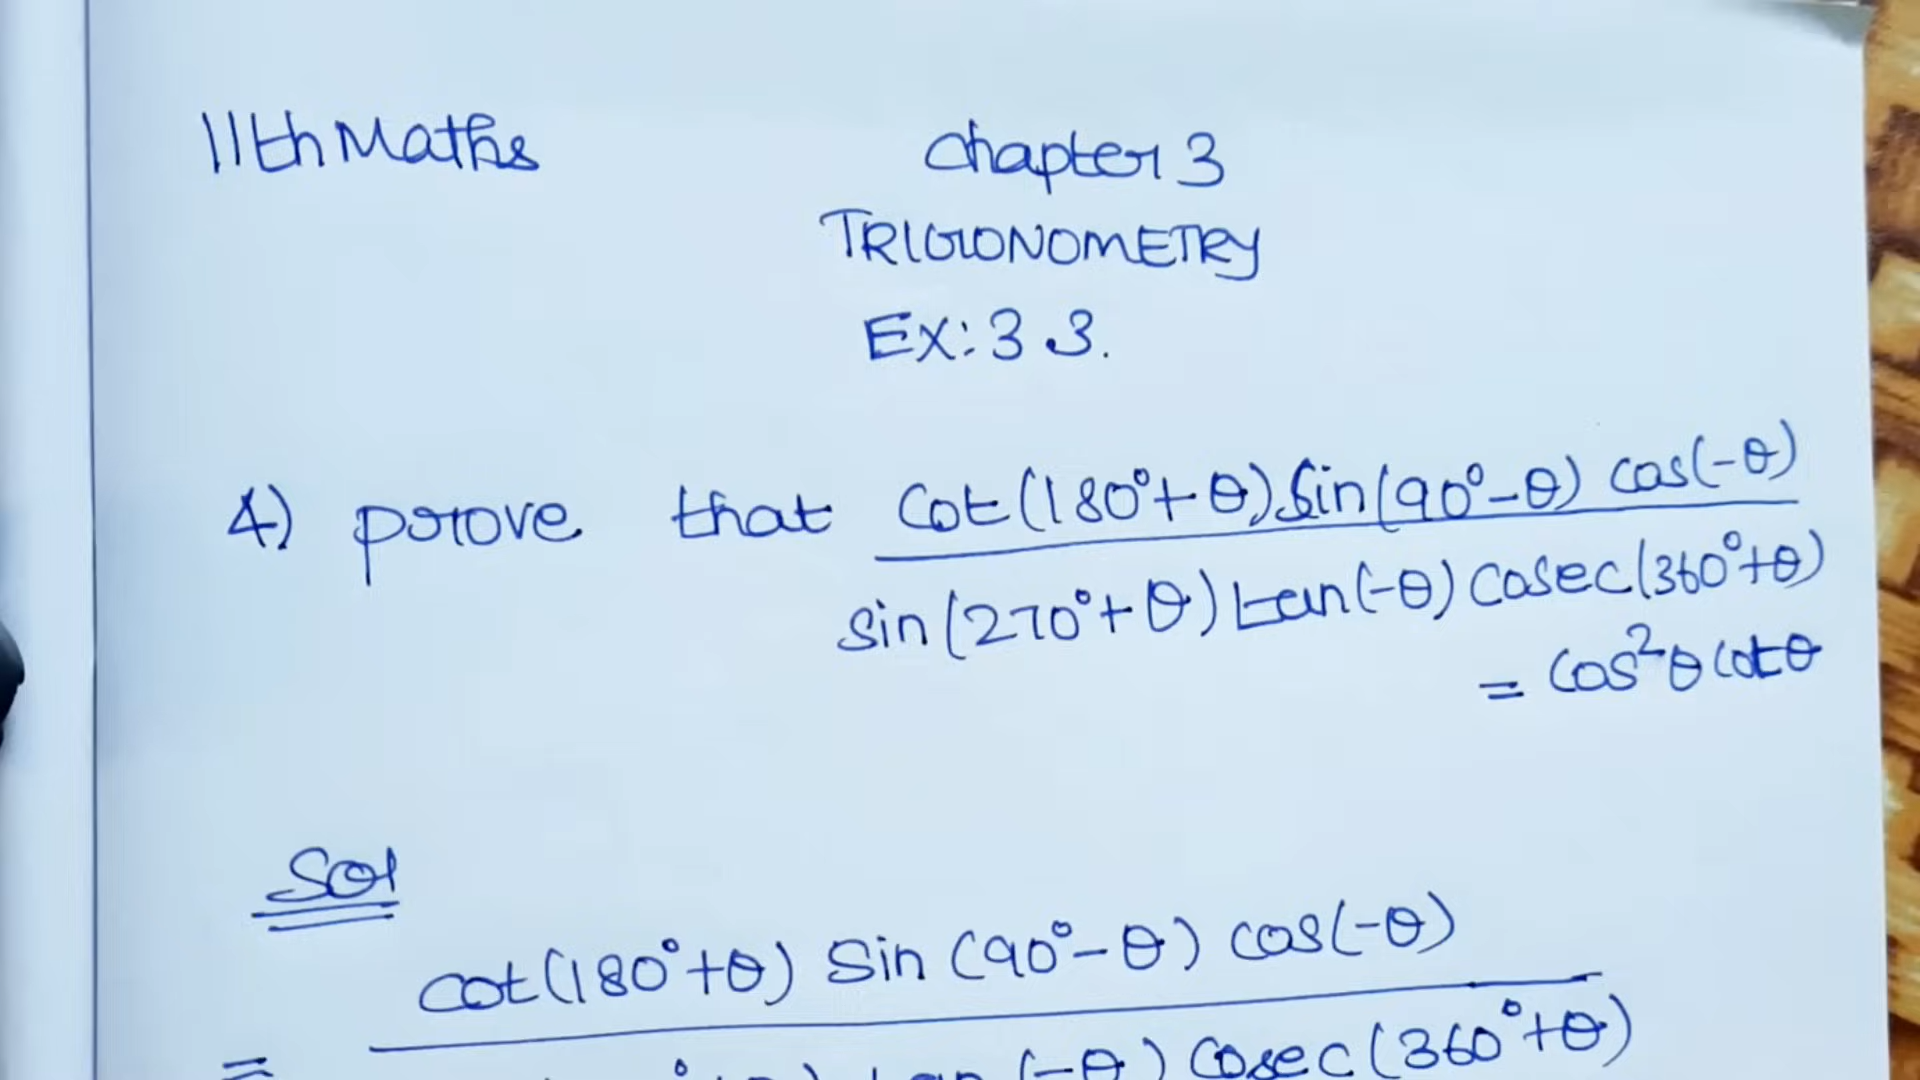 11th Maths Chapter 3
TRIGONOMETRY
EX: 3.3.
4) prove that cot(180°+θ) sin(90°-θ) cos(-θ)
sin(270°+θ) tan(-θ) cosec(360°+θ)
= cos²θ cotθ
Sol
cot(180°+θ) sin(90°-θ) cos(-θ)
= (-θ) cosec(360°+θ)